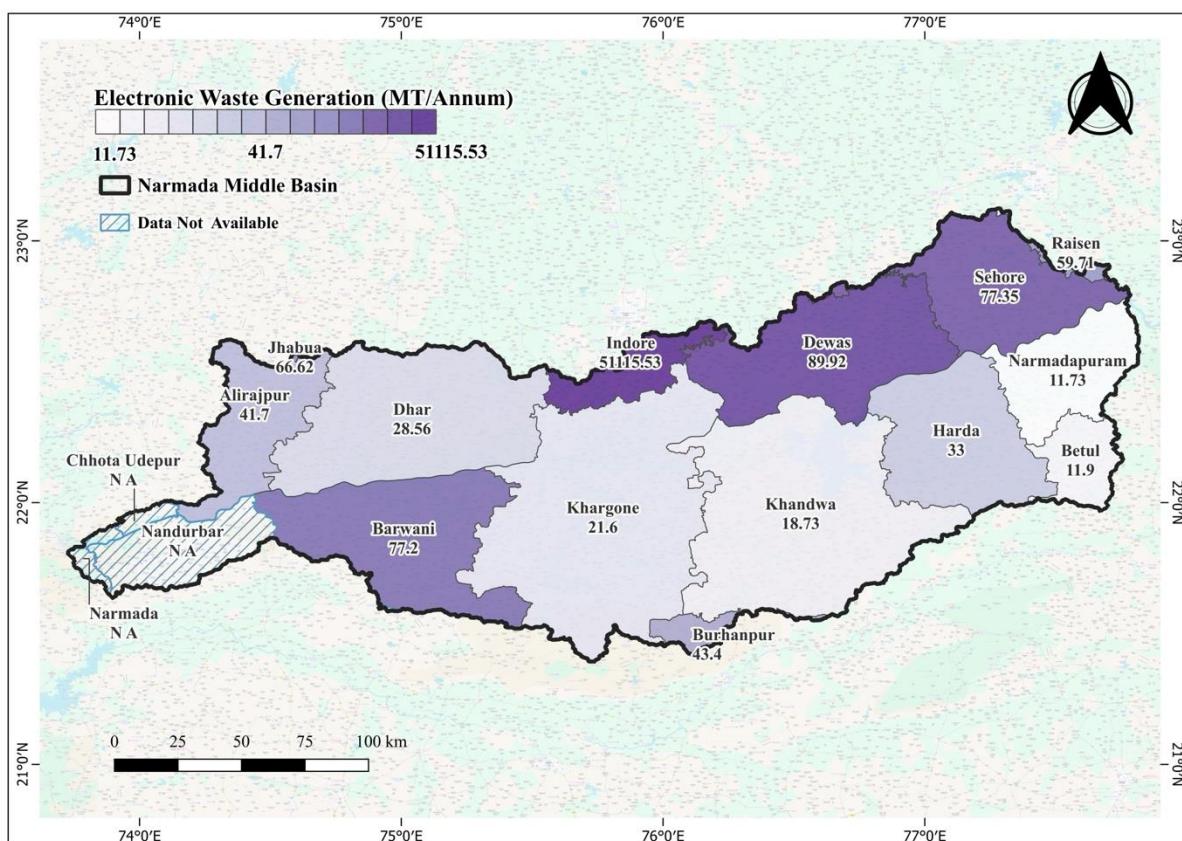 74°0'E 75°0'E 76°0'E 77°0'E
Electronic Waste Generation (MT/Annum)
11.73 41.7 51115.53
Narmada Middle Basin
Data Not Available
23°0'N
23°0'N
Raisen
59.71
Sehore
77.35
Indore
51115.53
Dewas
89.92
Jhabua
66.62
Narmadapuram
11.73
Alirajpur
41.7
Dhar
28.56
Harda
33
Betul
11.9
Chhota Udepur
N A
22°0'N
22°0'N
Khargone
21.6
Khandwa
18.73
Nandurbar
N A
Barwani
77.2
Narmada
N A
Burhanpur
43.4
0 25 50 75 100 km
21°0'N
21°0'N
74°0'E 75°0'E 76°0'E 77°0'E